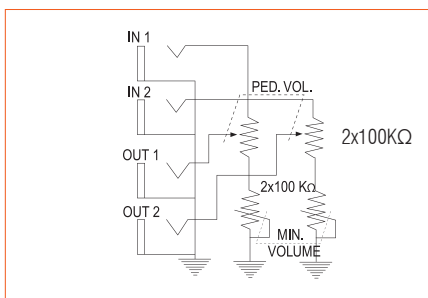 IN 1
PED. VOL.
IN 2
2x100KΩ
OUT 1
2x100 KΩ
OUT 2
MIN.
VOLUME